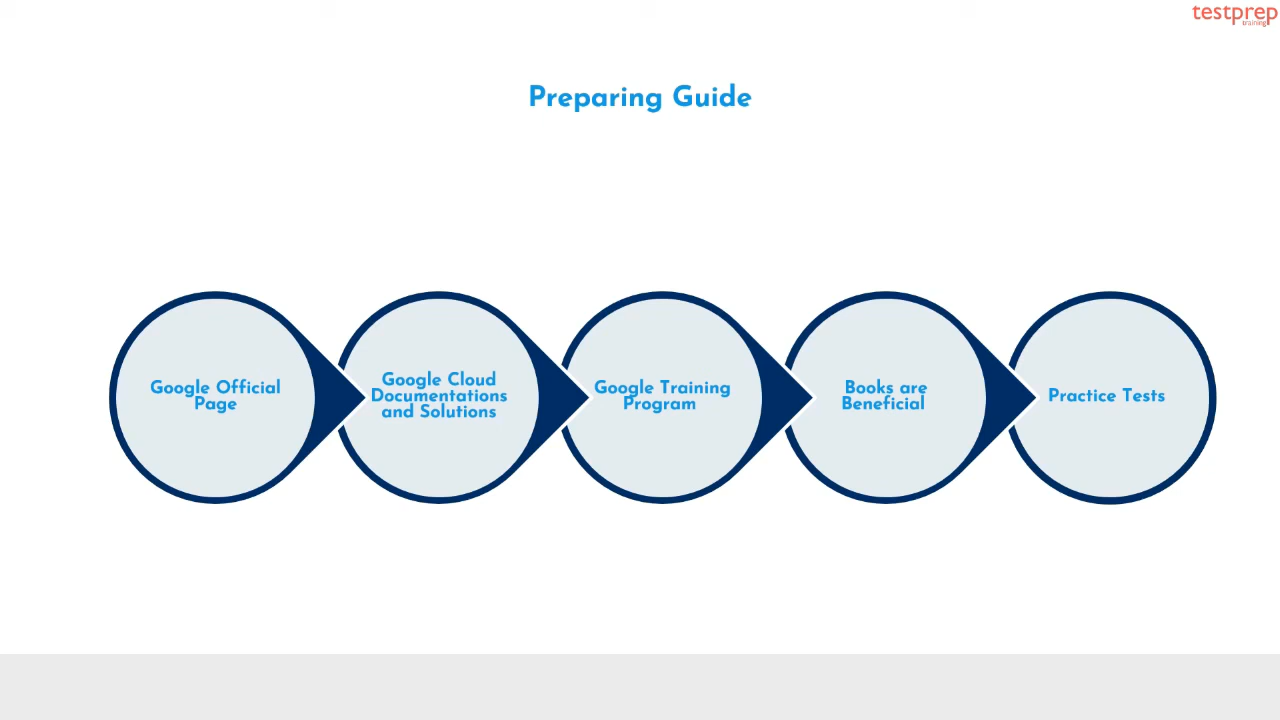 testprep
training
Preparing Guide
Google Official
Page
Google Cloud
Documentations
and Solutions
Google Training
Program
Books are
Beneficial
Practice Tests